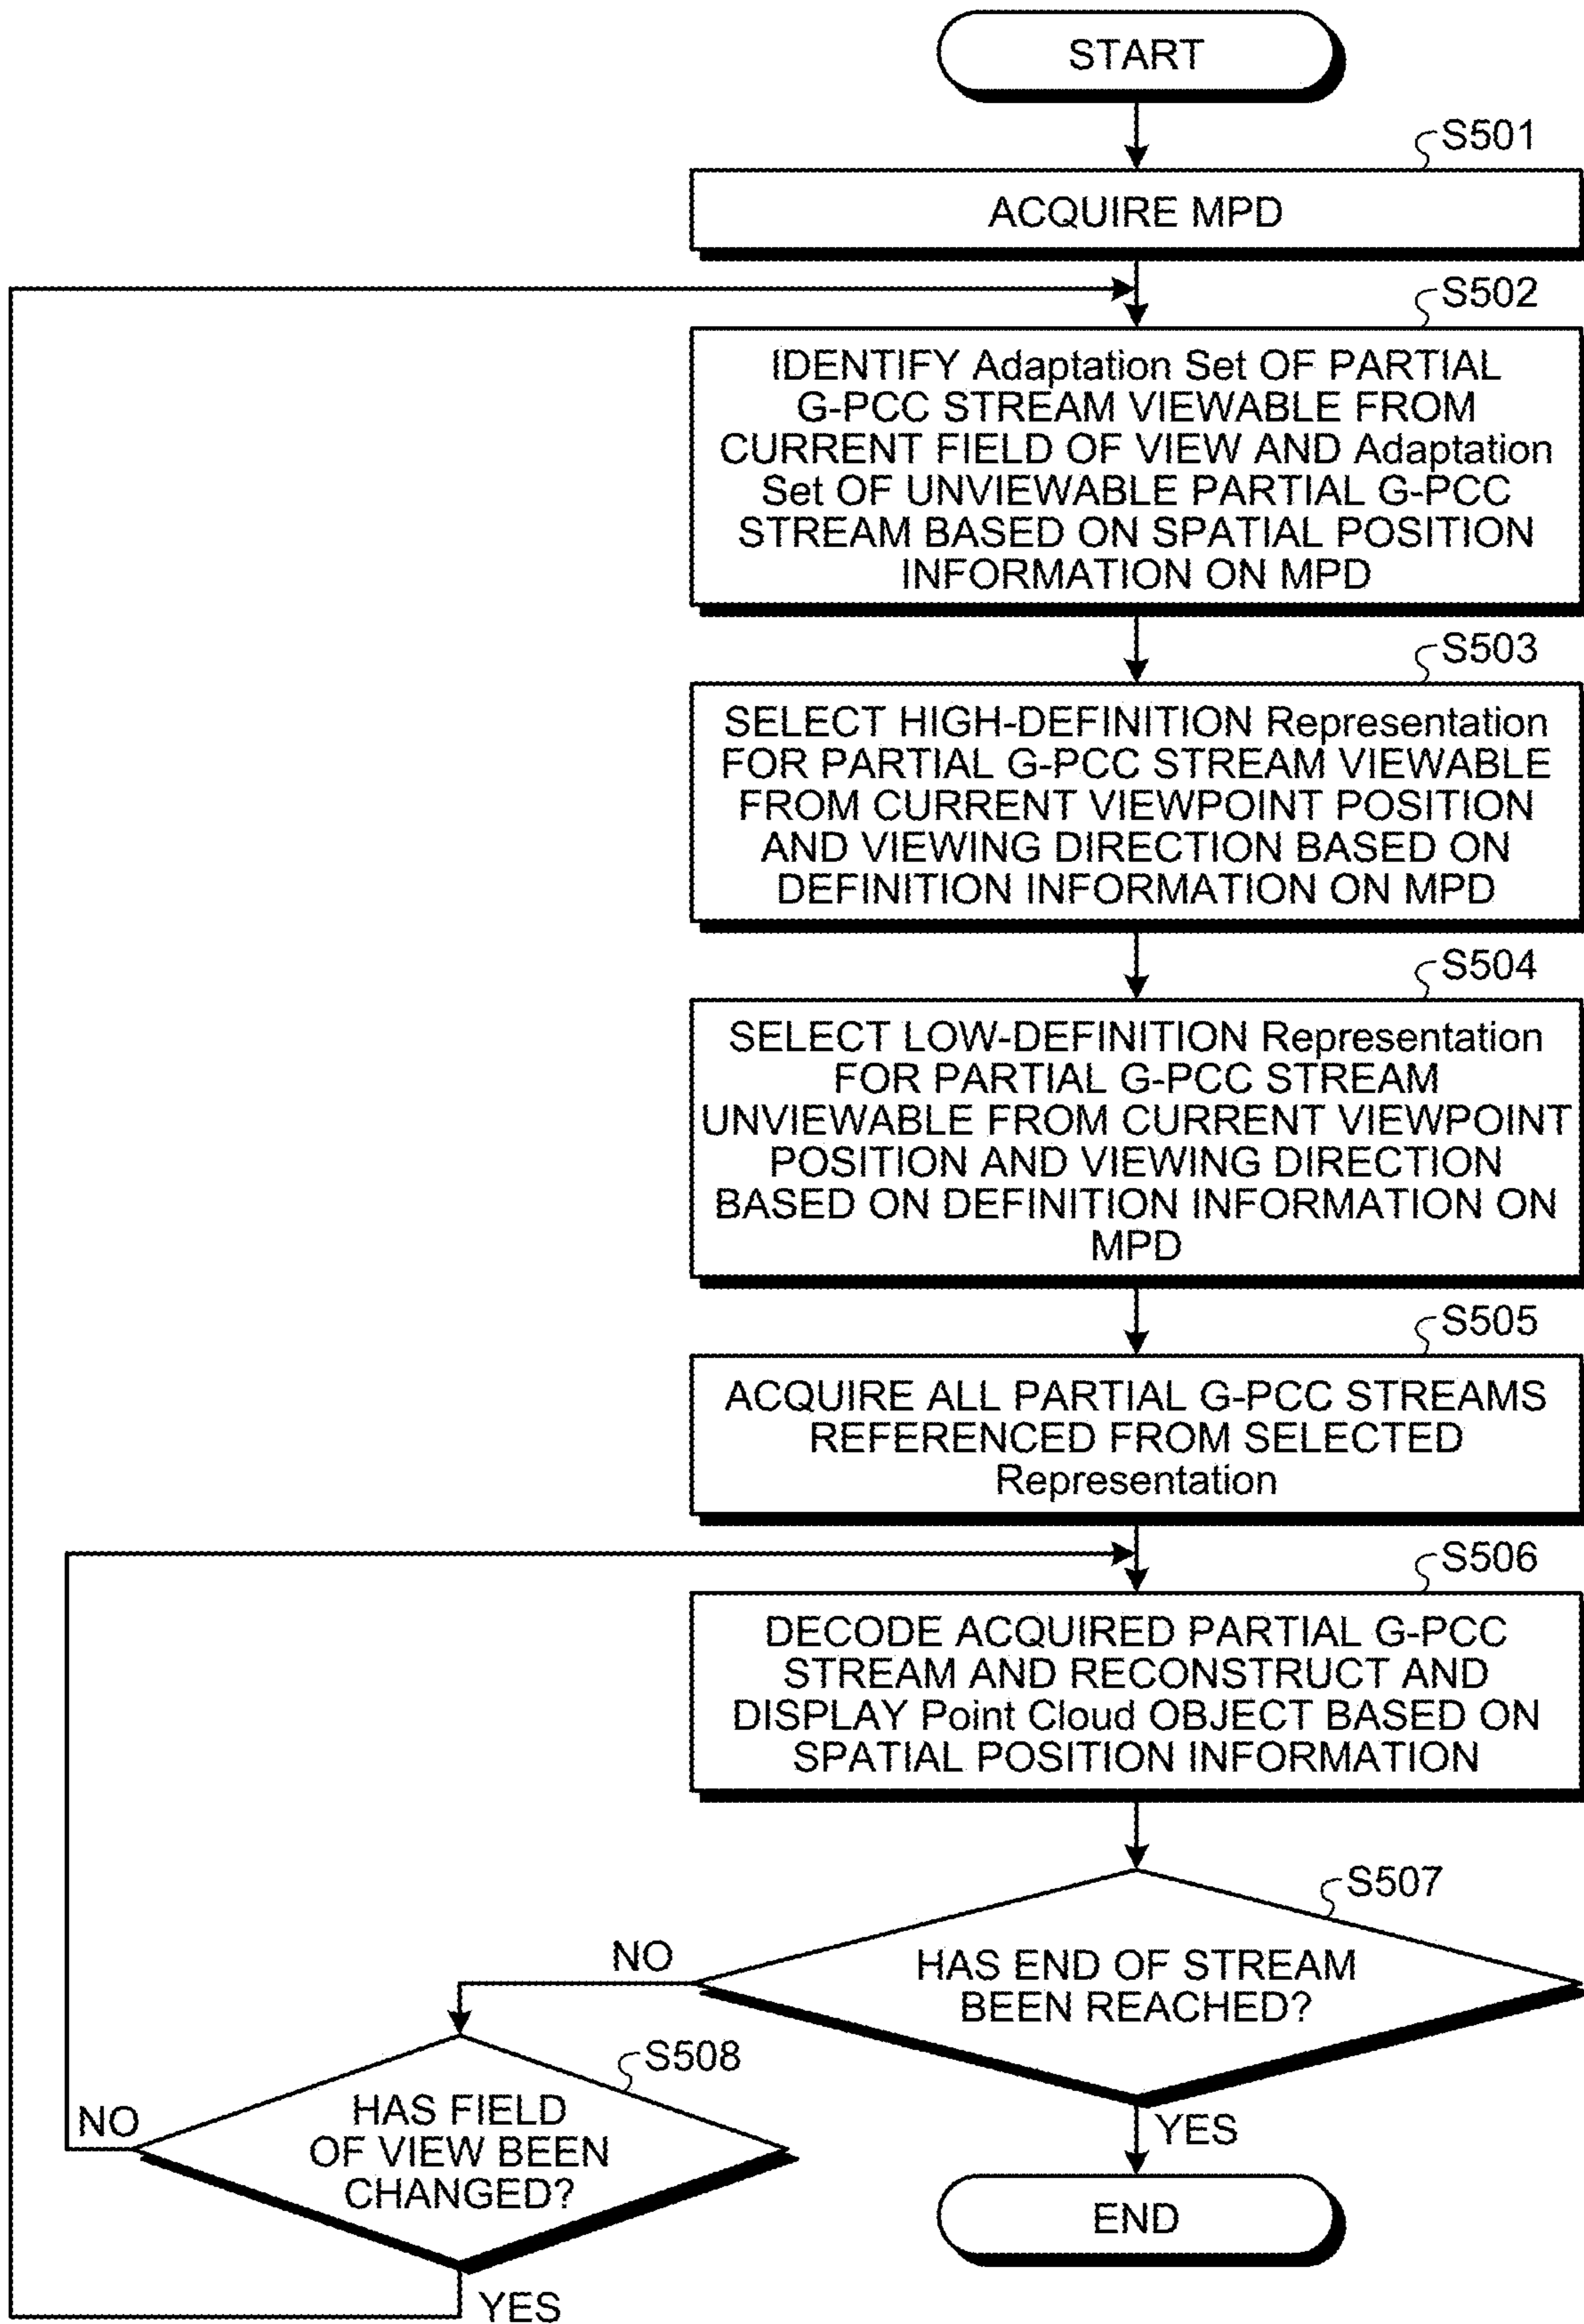 START
S501
ACQUIRE MPD
S502
IDENTIFY Adaptation Set OF PARTIAL
G-PCC STREAM VIEWABLE FROM
CURRENT FIELD OF VIEW AND Adaptation
Set OF UNVIEWABLE PARTIAL G-PCC
STREAM BASED ON SPATIAL POSITION
INFORMATION ON MPD
S503
SELECT HIGH-DEFINITION Representation
FOR PARTIAL G-PCC STREAM VIEWABLE
FROM CURRENT VIEWPOINT POSITION
AND VIEWING DIRECTION BASED ON
DEFINITION INFORMATION ON MPD
S504
SELECT LOW-DEFINITION Representation
FOR PARTIAL G-PCC STREAM
UNVIEWABLE FROM CURRENT VIEWPOINT
POSITION AND VIEWING DIRECTION
BASED ON DEFINITION INFORMATION ON
MPD
S505
ACQUIRE ALL PARTIAL G-PCC STREAMS
REFERENCED FROM SELECTED
Representation
S506
DECODE ACQUIRED PARTIAL G-PCC
STREAM AND RECONSTRUCT AND
DISPLAY Point Cloud OBJECT BASED ON
SPATIAL POSITION INFORMATION
S507
NO
HAS END OF STREAM
BEEN REACHED?
S508
NO
HAS FIELD
OF VIEW BEEN
CHANGED?
YES
END
YES